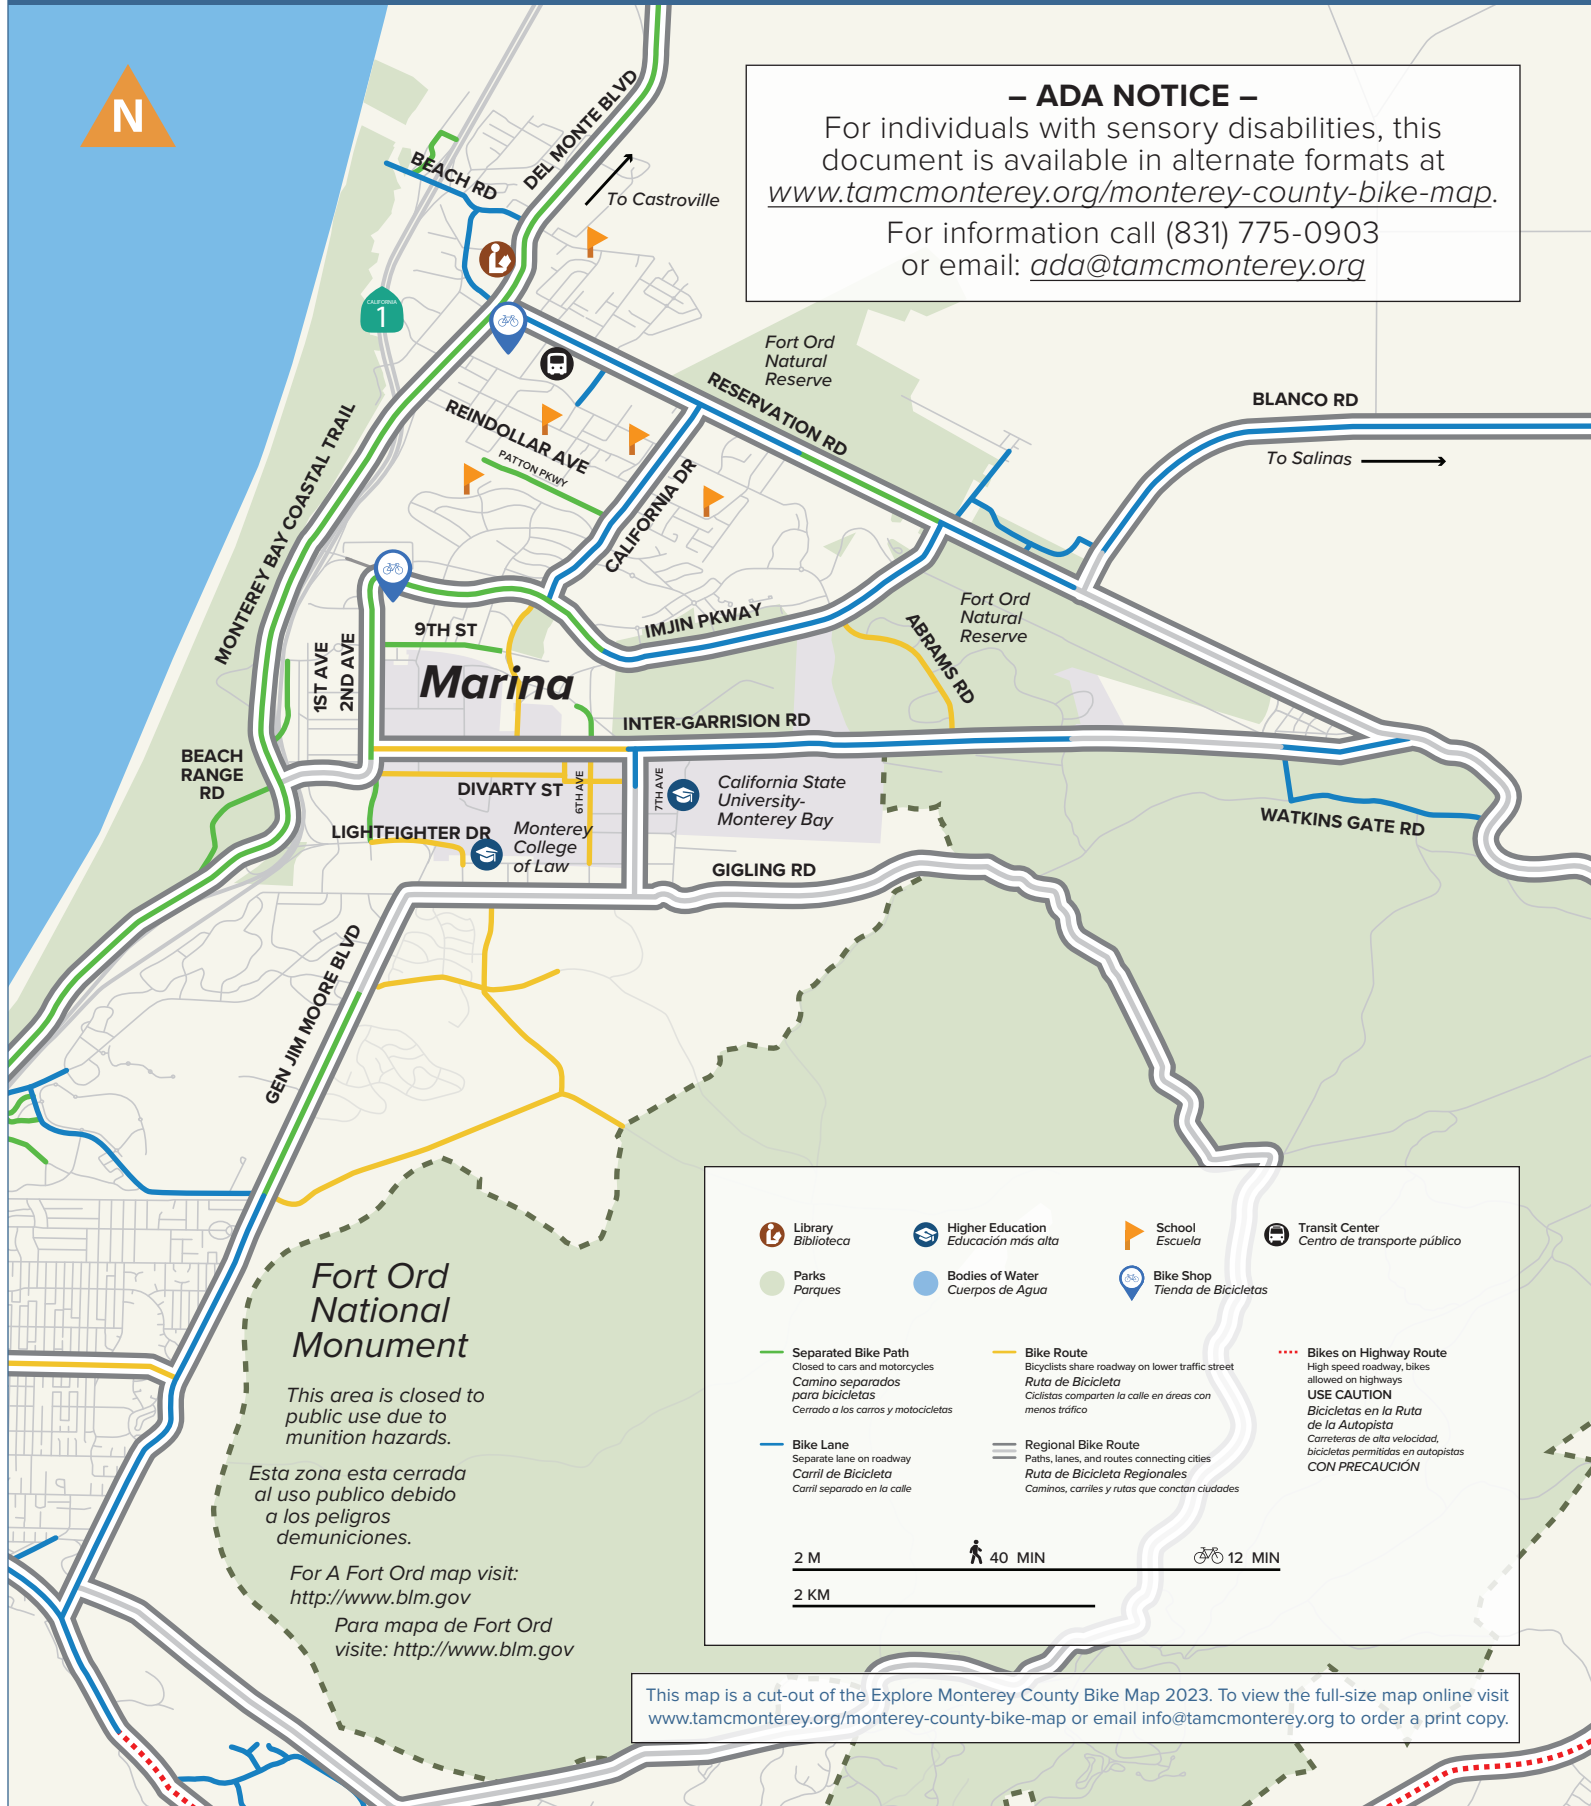 N
– ADA NOTICE –
For individuals with sensory disabilities, this
document is available in alternate formats at
www.tamcmonterey.org/monterey-county-bike-map.
For information call (831) 775-0903
or email: ada@tamcmonterey.org
DEL MONTE BLVD
BEACH RD
To Castroville
CALIFORNIA
1
Fort Ord
Natural
Reserve
RESERVATION RD
BLANCO RD
To Salinas
REINDOLLAR AVE
PATTON PKWY
CALIFORNIA DR
MONTEREY BAY COASTAL TRAIL
Fort Ord
Natural
Reserve
IMJIN PKWAY
ABRAMS RD
9TH ST
1ST AVE
2ND AVE
Marina
INTER-GARRISION RD
BEACH
RANGE
RD
DIVARTY ST
6TH AVE
7TH AVE
California State
University-
Monterey Bay
WATKINS GATE RD
LIGHTFIGHTER DR
Monterey
College
of Law
GIGLING RD
GEN JIM MOORE BLVD
Fort Ord
National
Monument
This area is closed to
public use due to
munition hazards.
Esta zona esta cerrada
al uso publico debido
a los peligros
demuniciones.
For A Fort Ord map visit:
http://www.blm.gov
Para mapa de Fort Ord
visite: http://www.blm.gov
Library
Biblioteca
Higher Education
Educación más alta
School
Escuela
Transit Center
Centro de transporte público
Parks
Parques
Bodies of Water
Cuerpos de Agua
Bike Shop
Tienda de Bicicletas
Separated Bike Path
Closed to cars and motorcycles
Camino separados
para bicicletas
Cerrado a los carros y motocicletas
Bike Route
Bicyclists share roadway on lower traffic street
Ruta de Bicicleta
Ciclistas comparten la calle en áreas con
menos tráfico
Bikes on Highway Route
High speed roadway, bikes
allowed on highways
USE CAUTION
Bicicletas en la Ruta
de la Autopista
Carreteras de alta velocidad,
bicicletas permitidas en autopistas
CON PRECAUCIÓN
Bike Lane
Separate lane on roadway
Carril de Bicicleta
Carril separado en la calle
Regional Bike Route
Paths, lanes, and routes connecting cities
Ruta de Bicicleta Regionales
Caminos, carriles y rutas que conctan ciudades
2 M
40 MIN
12 MIN
2 KM
This map is a cut-out of the Explore Monterey County Bike Map 2023. To view the full-size map online visit
www.tamcmonterey.org/monterey-county-bike-map or email info@tamcmonterey.org to order a print copy.